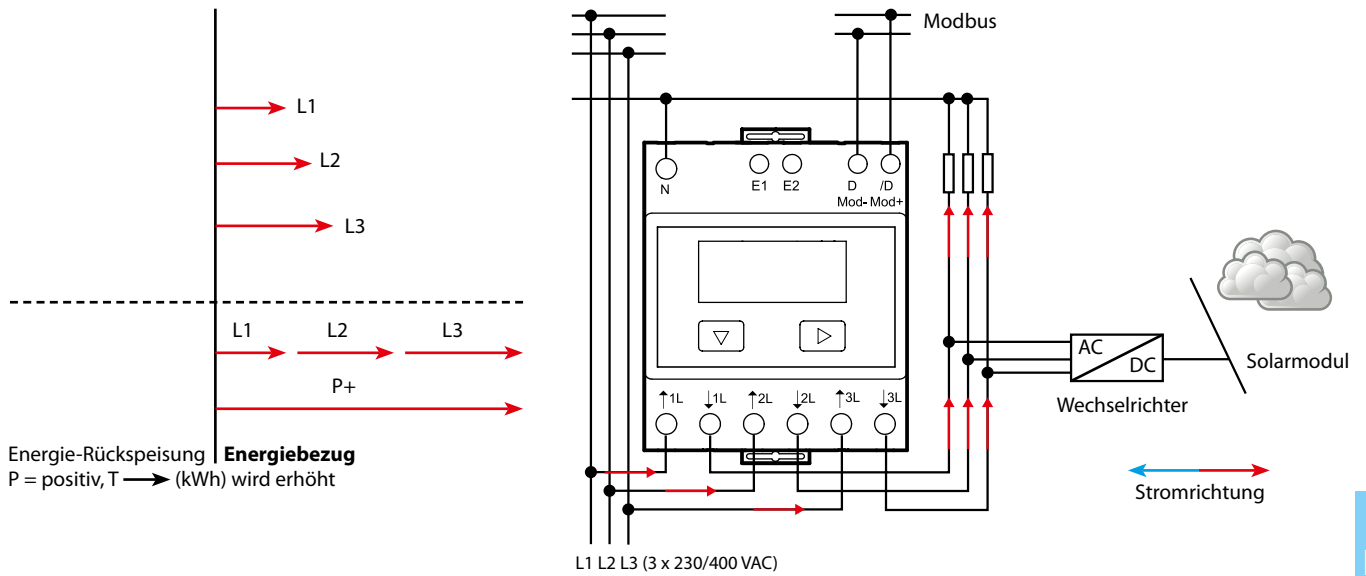 L1
L2
L3
L1 L2 L3
P+
Energie-Rückspeisung | Energiebezug
P = positiv, T → (kWh) wird erhöht
Modbus
N
E1 E2 D /D
Mod- Mod+
↑1L ↓1L ↑2L ↓2L ↑3L ↓3L
L1 L2 L3 (3 x 230/400 VAC)
AC
DC
Wechselrichter
Solarmodul
Stromrichtung